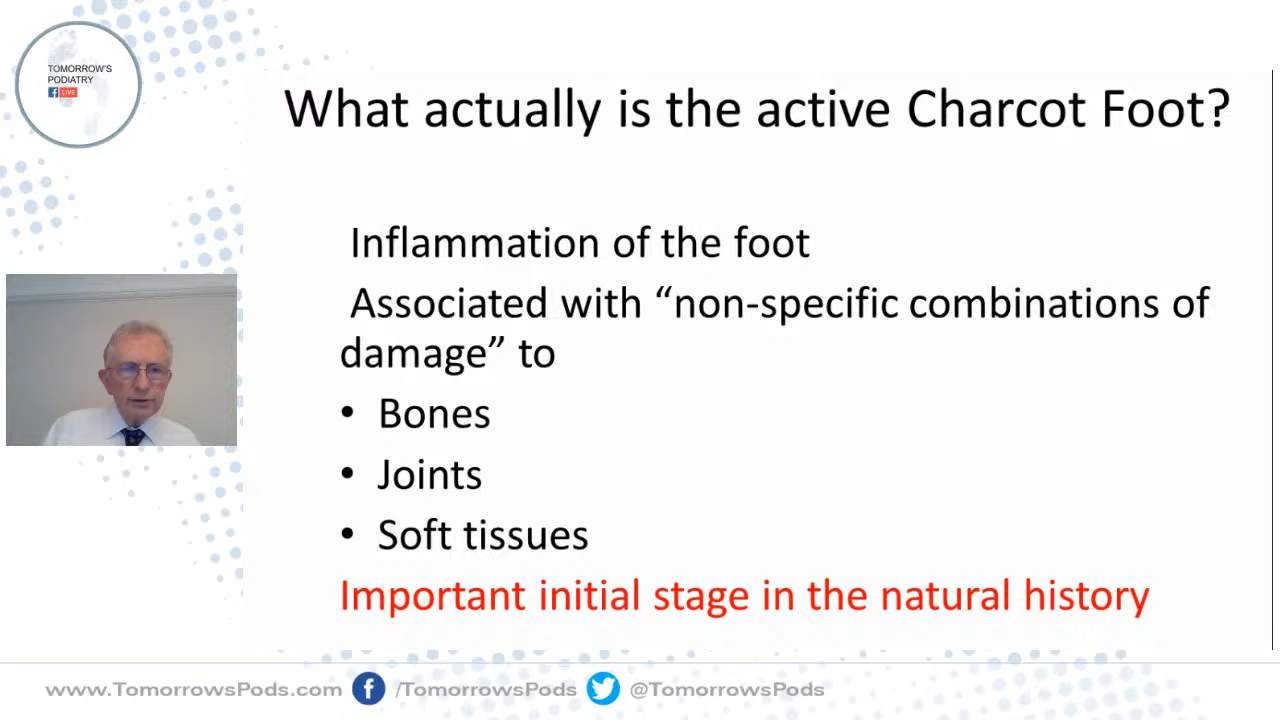 TOMORROW'S
PODIATRY
LIVE
What actually is the active Charcot Foot?
Inflammation of the foot
Associated with “non-specific combinations of
damage” to
• Bones
• Joints
• Soft tissues
Important initial stage in the natural history
www.TomorrowsPods.com /TomorrowsPods @TomorrowsPods